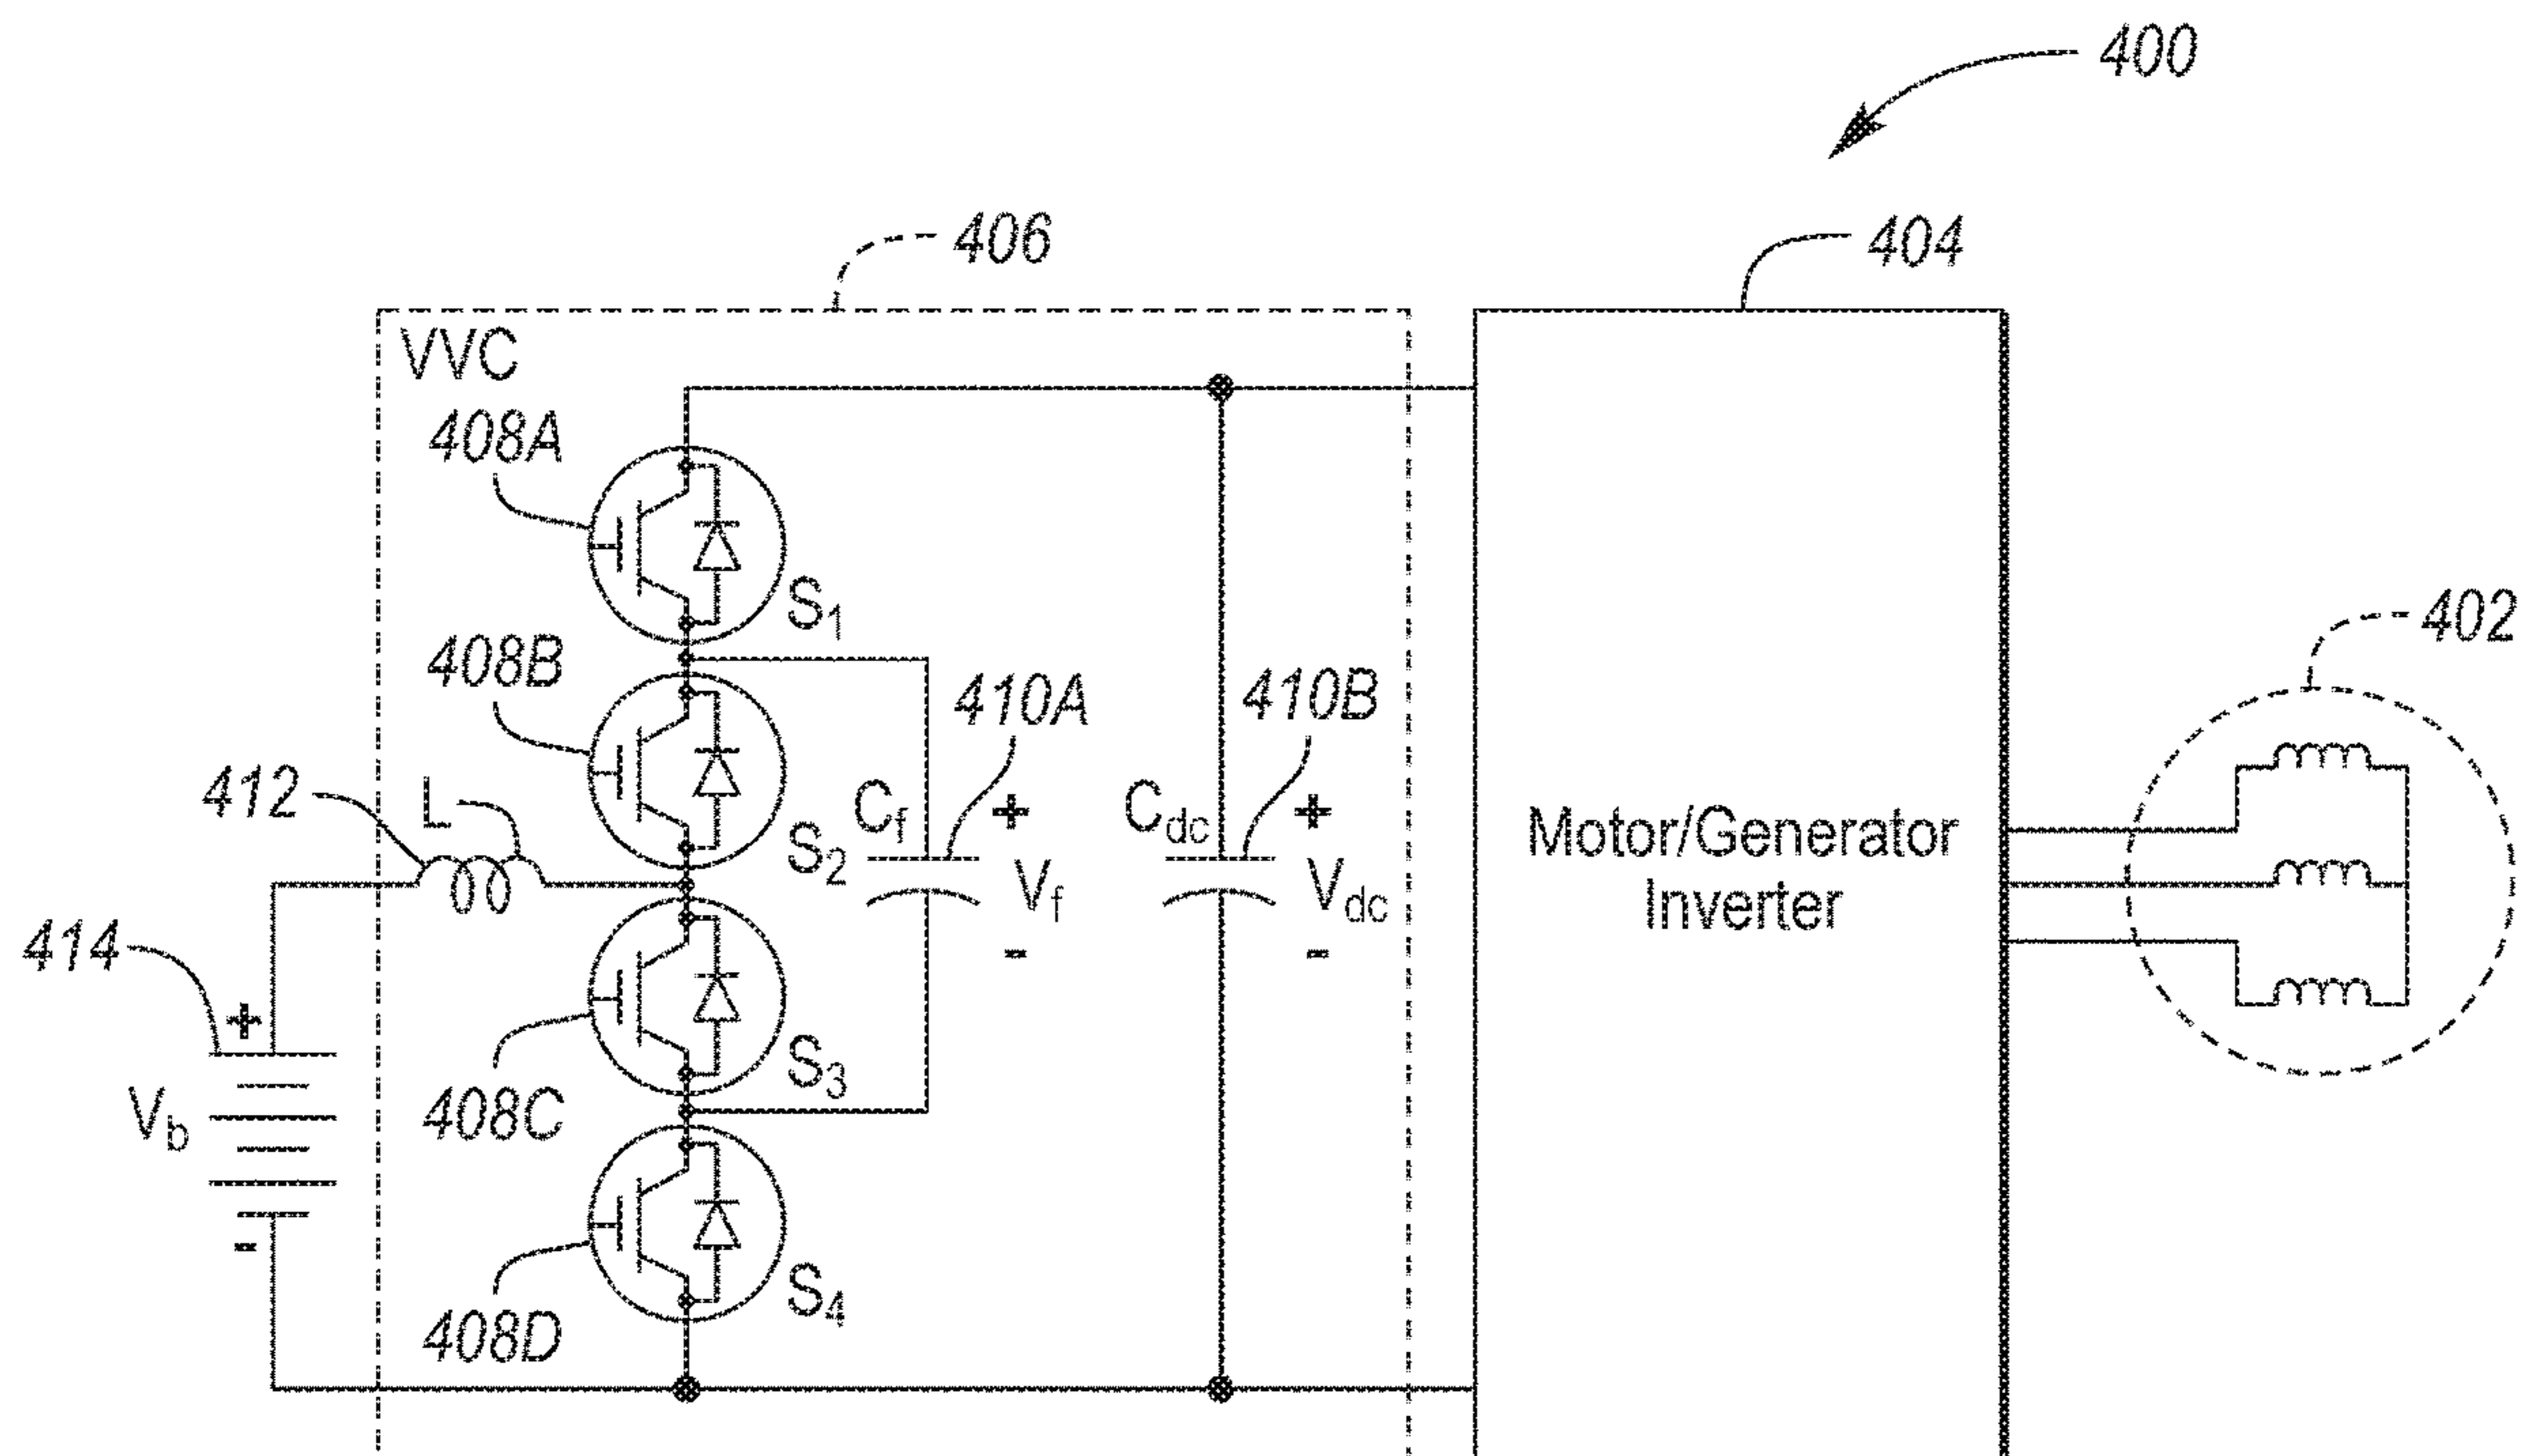 400
406
404
VVC
408A
S1
402
408B
410A
410B
412
L
Cf
+
Cdc
+
S2
Vf
Vdc
Motor/Generator
Inverter
414
-
-
+
S3
Vb
408C
-
S4
408D